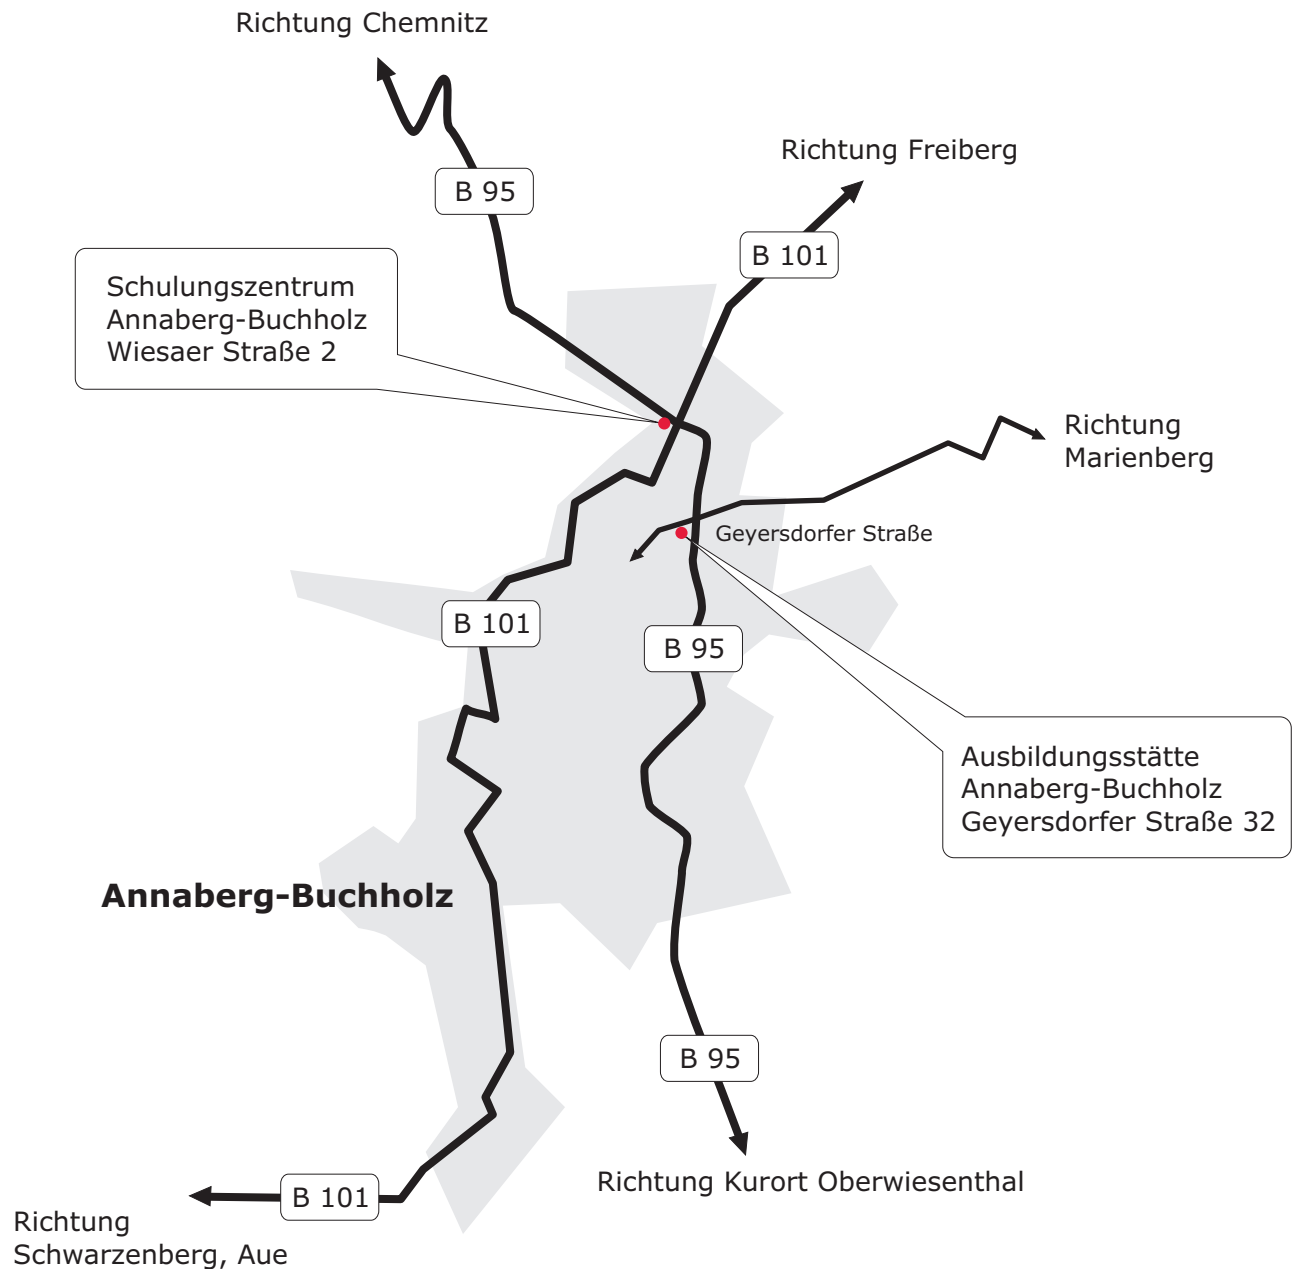 Richtung Chemnitz
Richtung Freiberg
B 95
B 101
Schulungszentrum
Annaberg-Buchholz
Wiesaer Straße 2
Richtung
Marienberg
Geyersdorfer Straße
B 101
B 95
Ausbildungsstätte
Annaberg-Buchholz
Geyersdorfer Straße 32
Annaberg-Buchholz
B 95
Richtung Kurort Oberwiesenthal
B 101
Richtung
Schwarzenberg, Aue